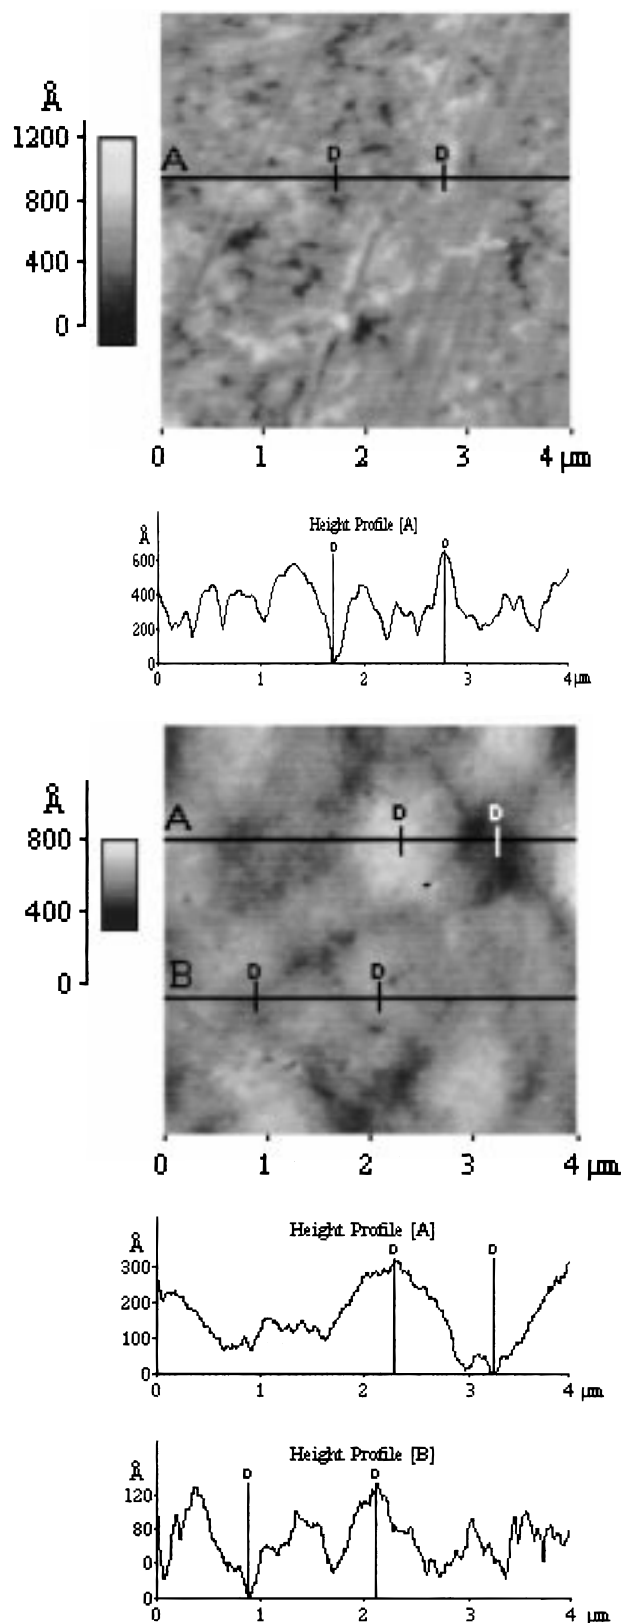 Å
1200
800
400
0
A D D
0 1 2 3 4 μm
Height Profile [A]
Å
D D
600
400
200
0
0 1 2 3 4 μm
Å
800
400
0
A D D
B D D
0 1 2 3 4 μm
Height Profile [A]
Å
D D
300
200
100
0
0 1 2 3 4 μm
Height Profile [B]
Å
D D
120
80
0
0
0 1 2 3 4 μm